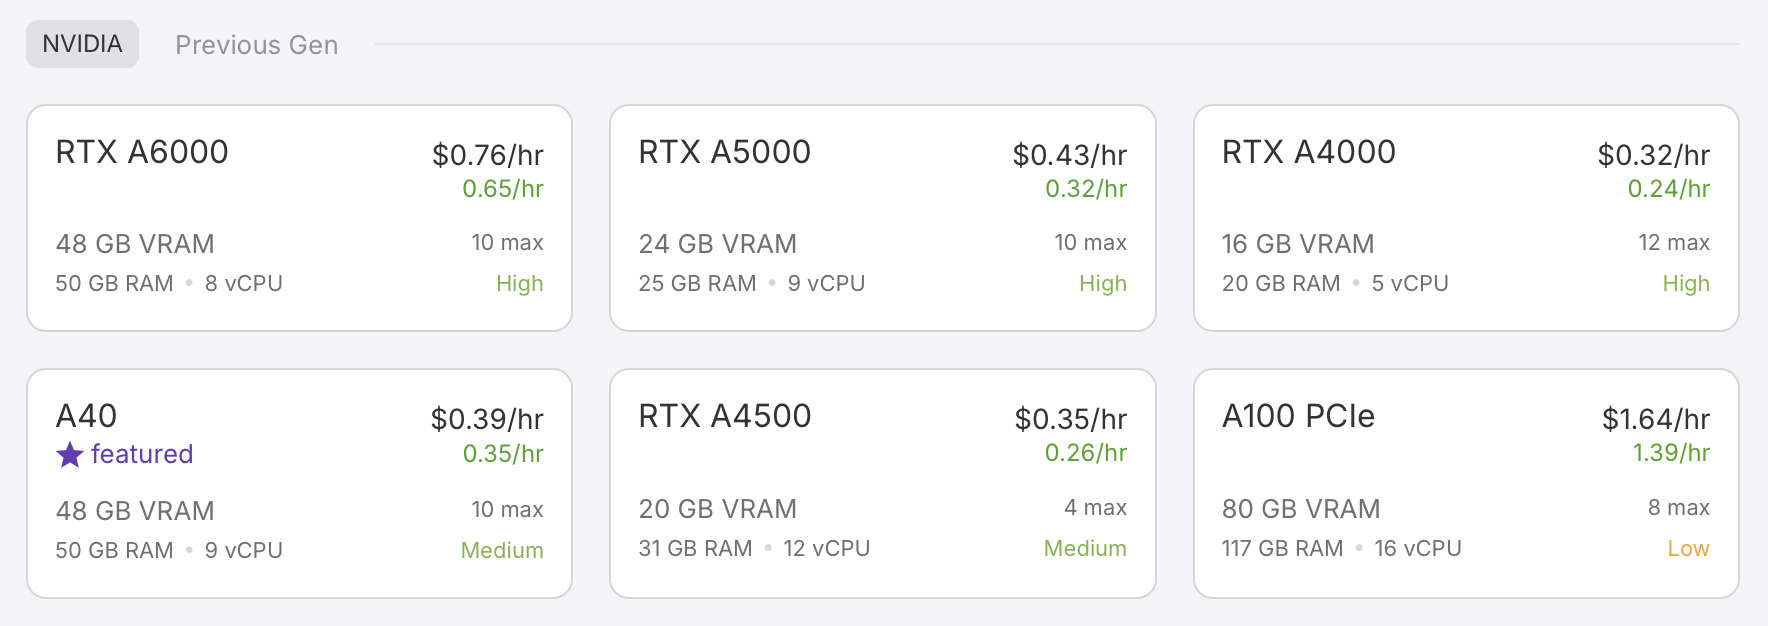 NVIDIA Previous Gen
RTX A6000
$0.76/hr
0.65/hr
48 GB VRAM
10 max
50 GB RAM • 8 vCPU
High
RTX A5000
$0.43/hr
0.32/hr
24 GB VRAM
10 max
25 GB RAM • 9 vCPU
High
RTX A4000
$0.32/hr
0.24/hr
16 GB VRAM
12 max
20 GB RAM • 5 vCPU
High
A40
$0.39/hr
featured
0.35/hr
48 GB VRAM
10 max
50 GB RAM • 9 vCPU
Medium
RTX A4500
$0.35/hr
0.26/hr
20 GB VRAM
4 max
31 GB RAM • 12 vCPU
Medium
A100 PCIe
$1.64/hr
1.39/hr
80 GB VRAM
8 max
117 GB RAM • 16 vCPU
Low